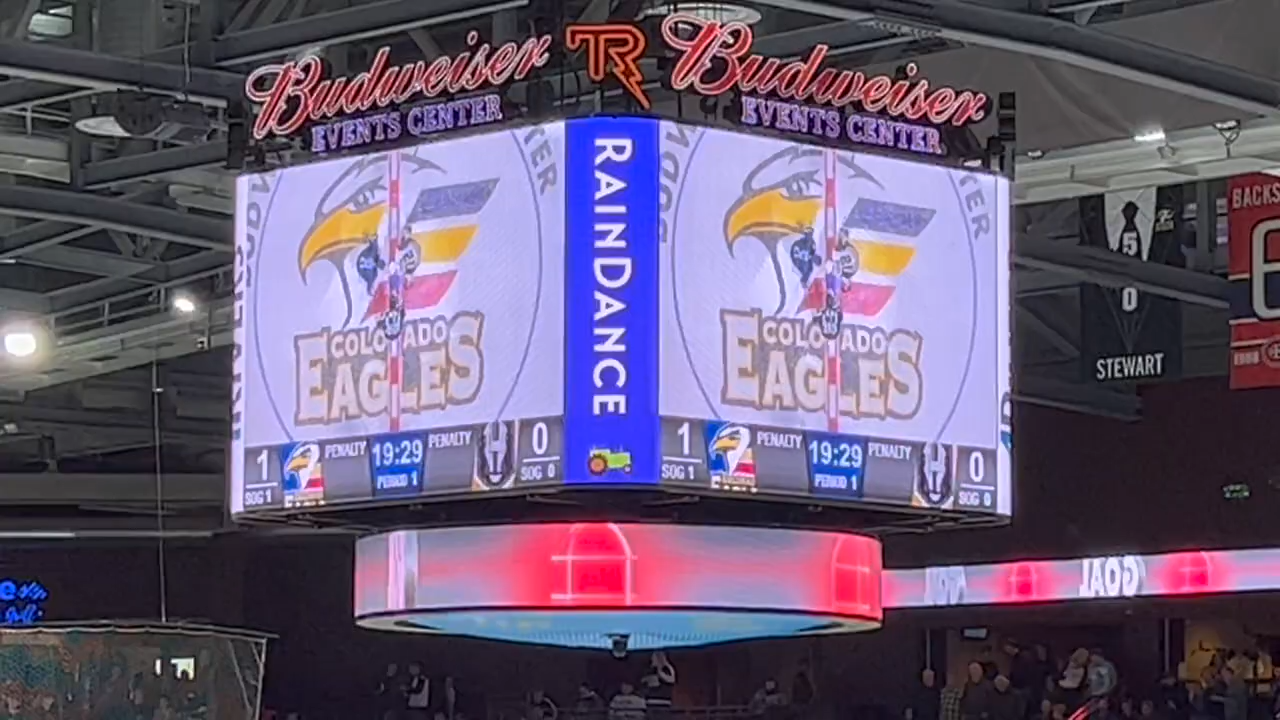 Budweiser
EVENTS CENTER
TR
Budweiser
EVENTS CENTER
COLORADO
EAGLES
1
SOG 1
PENALTY
19:29
PERIOD 1
PENALTY
0
SOG 0
RAINDANCE
COLORADO
EAGLES
1
SOG 1
PENALTY
19:29
PERIOD 1
PENALTY
0
SOG 0
50
STEWART
BACKS
GOAL